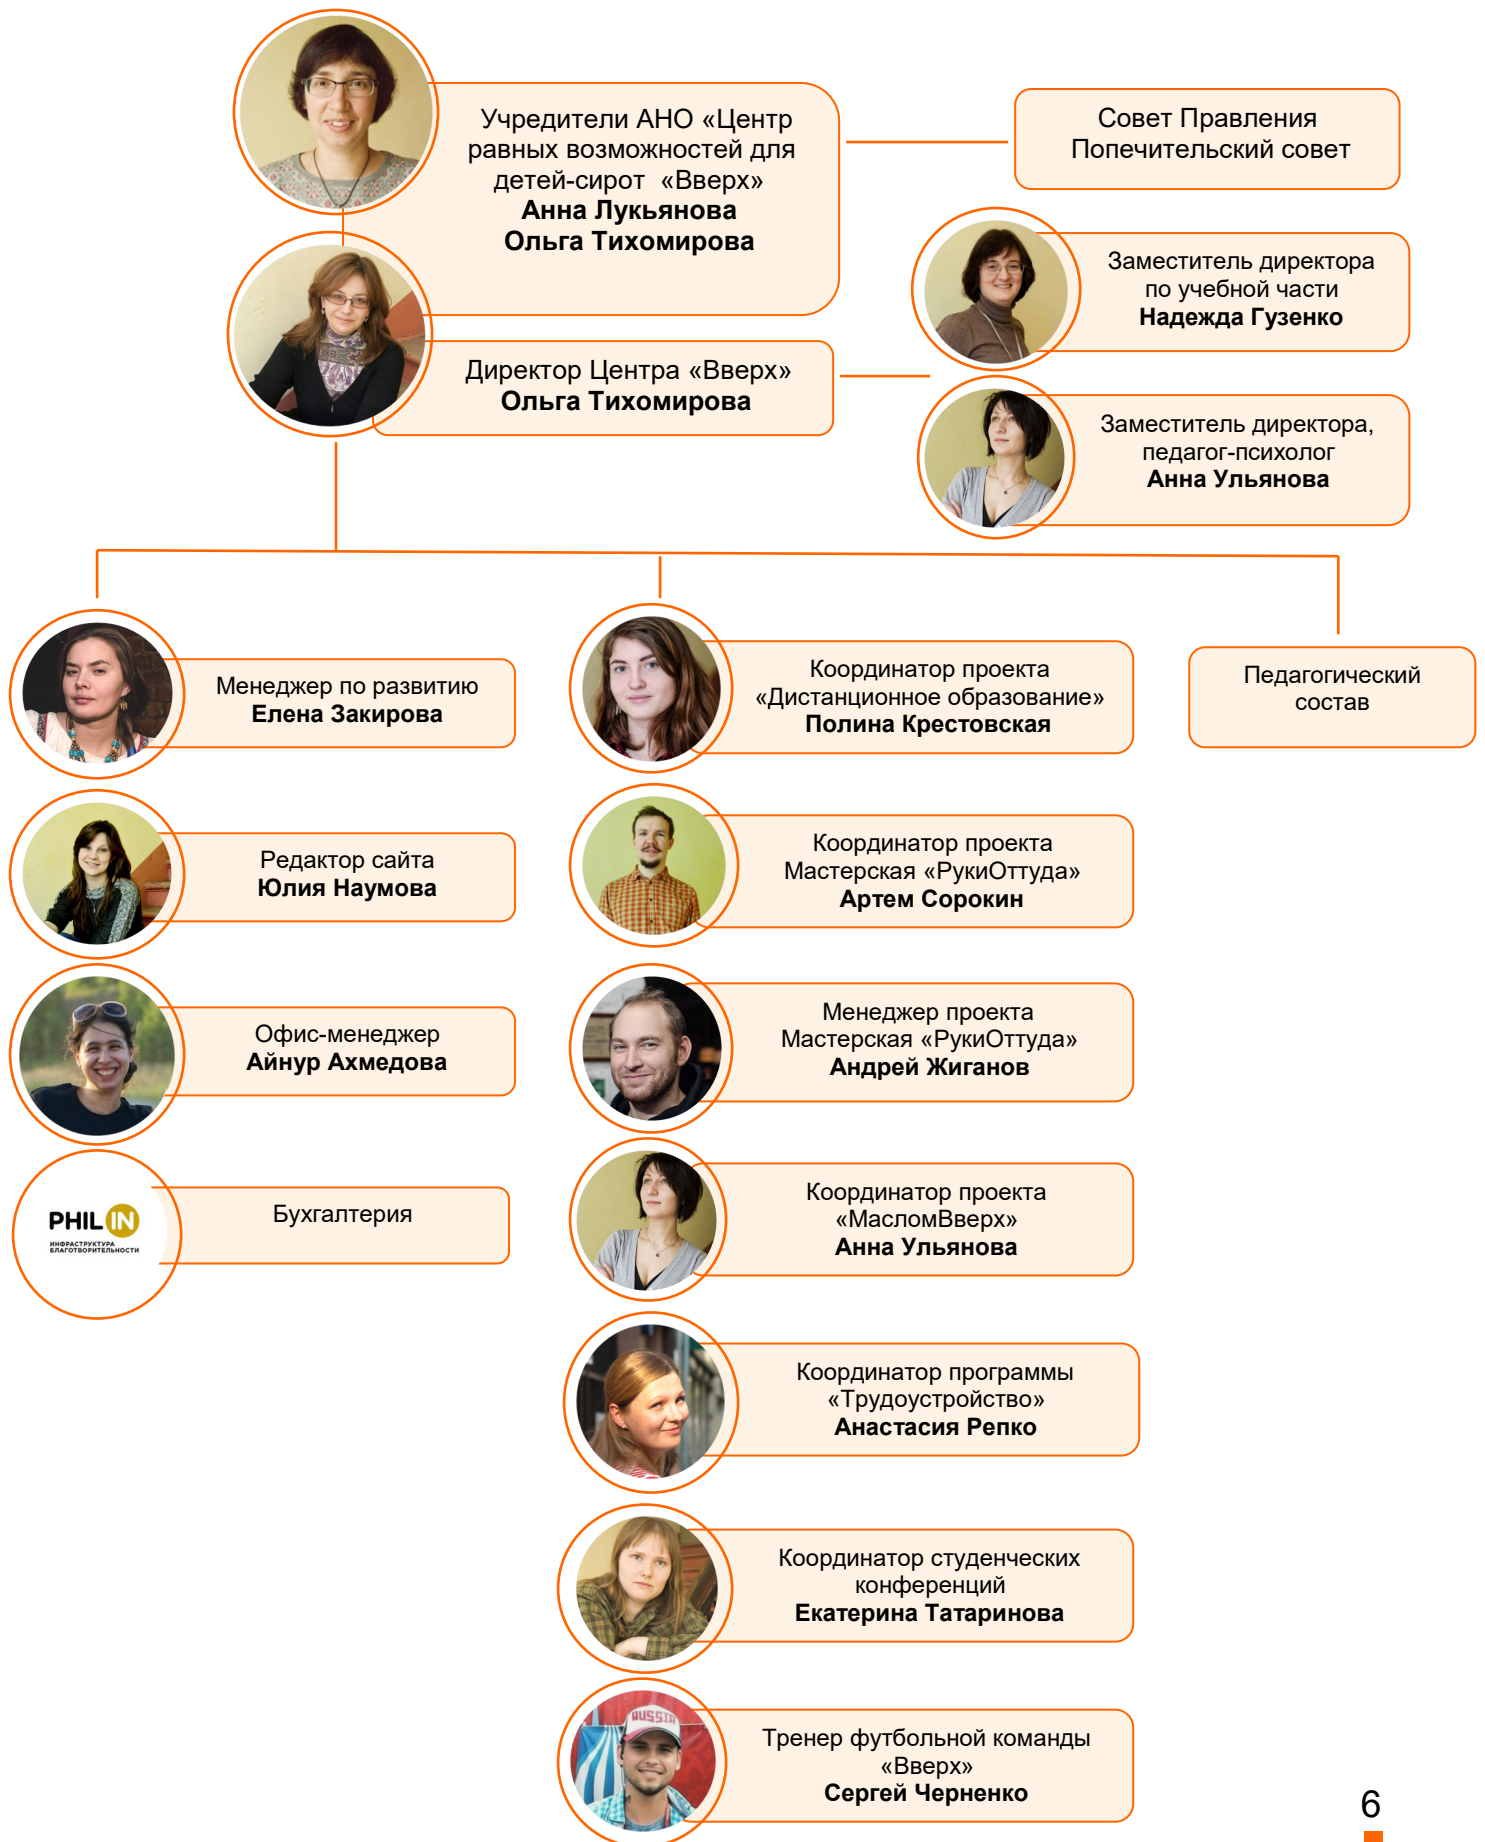 Учредители АНО «Центр
равных возможностей для
детей-сирот «Вверх»
Анна Лукьянова
Ольга Тихомирова
Совет Правления
Попечительский совет
Заместитель директора
по учебной части
Надежда Гузенко
Директор Центра «Вверх»
Ольга Тихомирова
Заместитель директора,
педагог-психолог
Анна Ульянова
Менеджер по развитию
Елена Закирова
Редактор сайта
Юлия Наумова
Офис-менеджер
Айнур Ахмедова
PHIL IN
ИНФРАСТРУКТУРА
БЛАГОТВОРИТЕЛЬНОСТИ
Бухгалтерия
Координатор проекта
«Дистанционное образование»
Полина Крестовская
Координатор проекта
Мастерская «РукиОттуда»
Артем Сорокин
Менеджер проекта
Мастерская «РукиОттуда»
Андрей Жиганов
Координатор проекта
«МасломВверх»
Анна Ульянова
Координатор программы
«Трудоустройство»
Анастасия Репко
Координатор студенческих
конференций
Екатерина Татаринова
RUSSIA
Тренер футбольной команды
«Вверх»
Сергей Черненко
Педагогический
состав
6